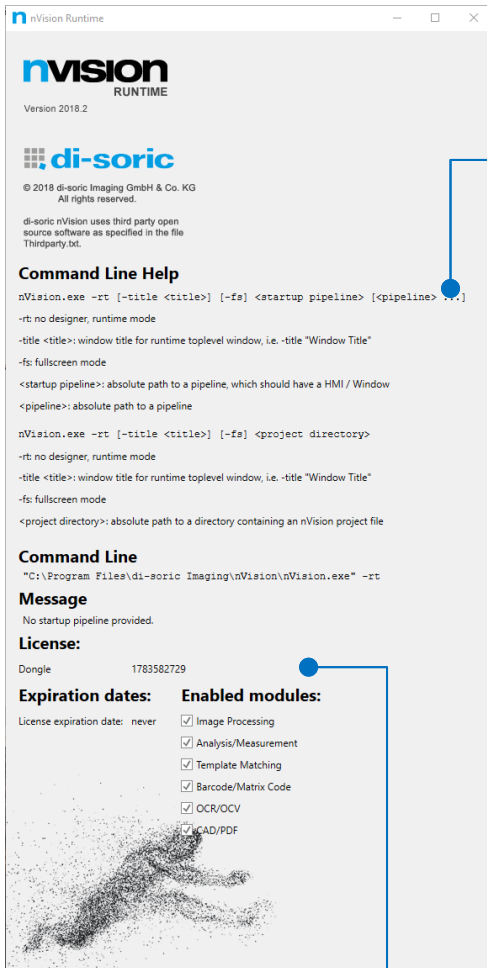 nVision Runtime
nVISION
RUNTIME
Version 2018.2
di-soric
© 2018 di-soric Imaging GmbH & Co. KG
All rights reserved.
di-soric nVision uses third party open
source software as specified in the file
Thirdparty.txt.
Command Line Help
nVision.exe -rt [-title <title>] [-fs] <startup pipeline> [<pipeline> ...]
-rt: no designer, runtime mode
-title <title>: window title for runtime toplevel window, i.e. -title "Window Title"
-fs: fullscreen mode
<startup pipeline>: absolute path to a pipeline, which should have a HMI / Window
<pipeline>: absolute path to a pipeline
nVision.exe -rt [-title <title>] [-fs] <project directory>
-rt: no designer, runtime mode
-title <title>: window title for runtime toplevel window, i.e. -title "Window Title"
-fs: fullscreen mode
<project directory>: absolute path to a directory containing an nVision project file
Command Line
"C:\Program Files\di-soric Imaging\nVision\nVision.exe" -rt
Message
No startup pipeline provided.
License:
Dongle 1783582729
Expiration dates: Enabled modules:
License expiration date: never Image Processing
Analysis/Measurement
Template Matching
Barcode/Matrix Code
OCR/OCV
CAD/PDF